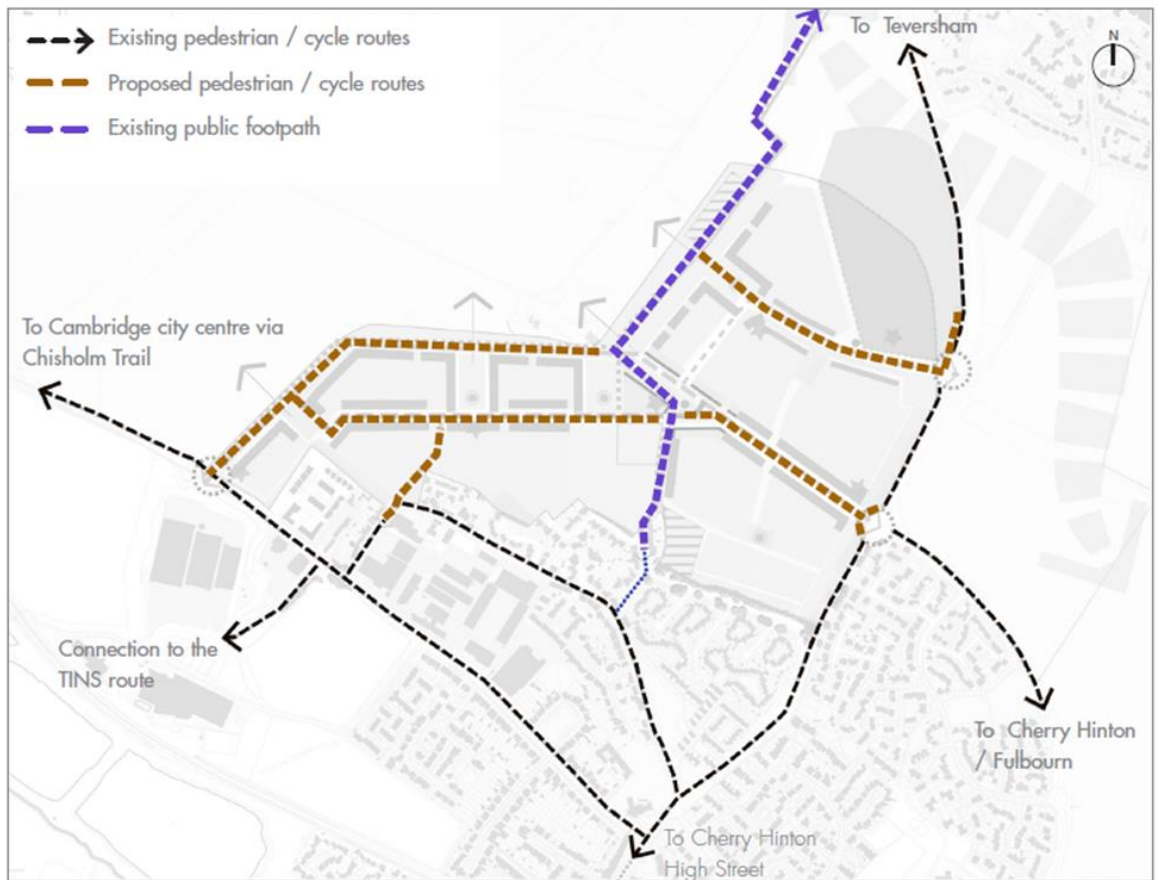 Existing pedestrian / cycle routes
Proposed pedestrian / cycle routes
Existing public footpath
To Teversham
N
To Cambridge city centre via
Chisholm Trail
Connection to the
TINS route
To Cherry Hinton
/ Fulbourn
To Cherry Hinton
High Street